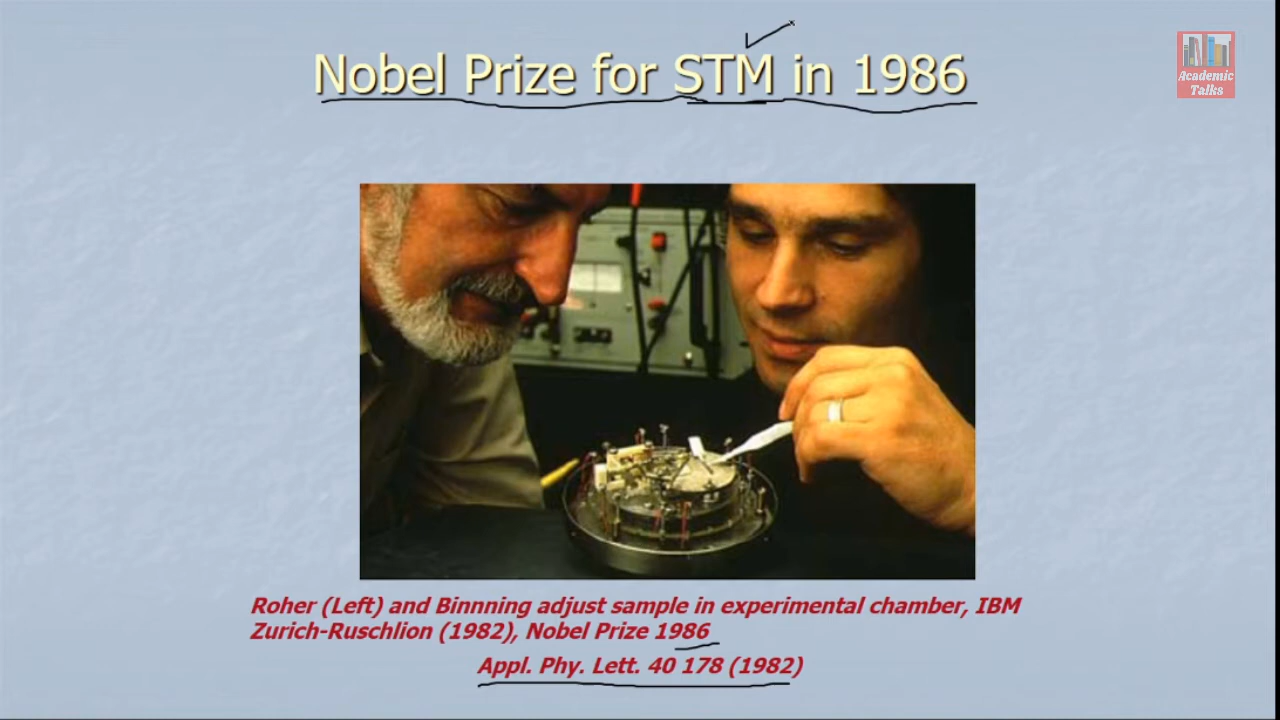 Nobel Prize for STM in 1986
Academic
Talks
Roher (Left) and Binnning adjust sample in experimental chamber, IBM
Zurich-Ruschlion (1982), Nobel Prize 1986
Appl. Phy. Lett. 40 178 (1982)